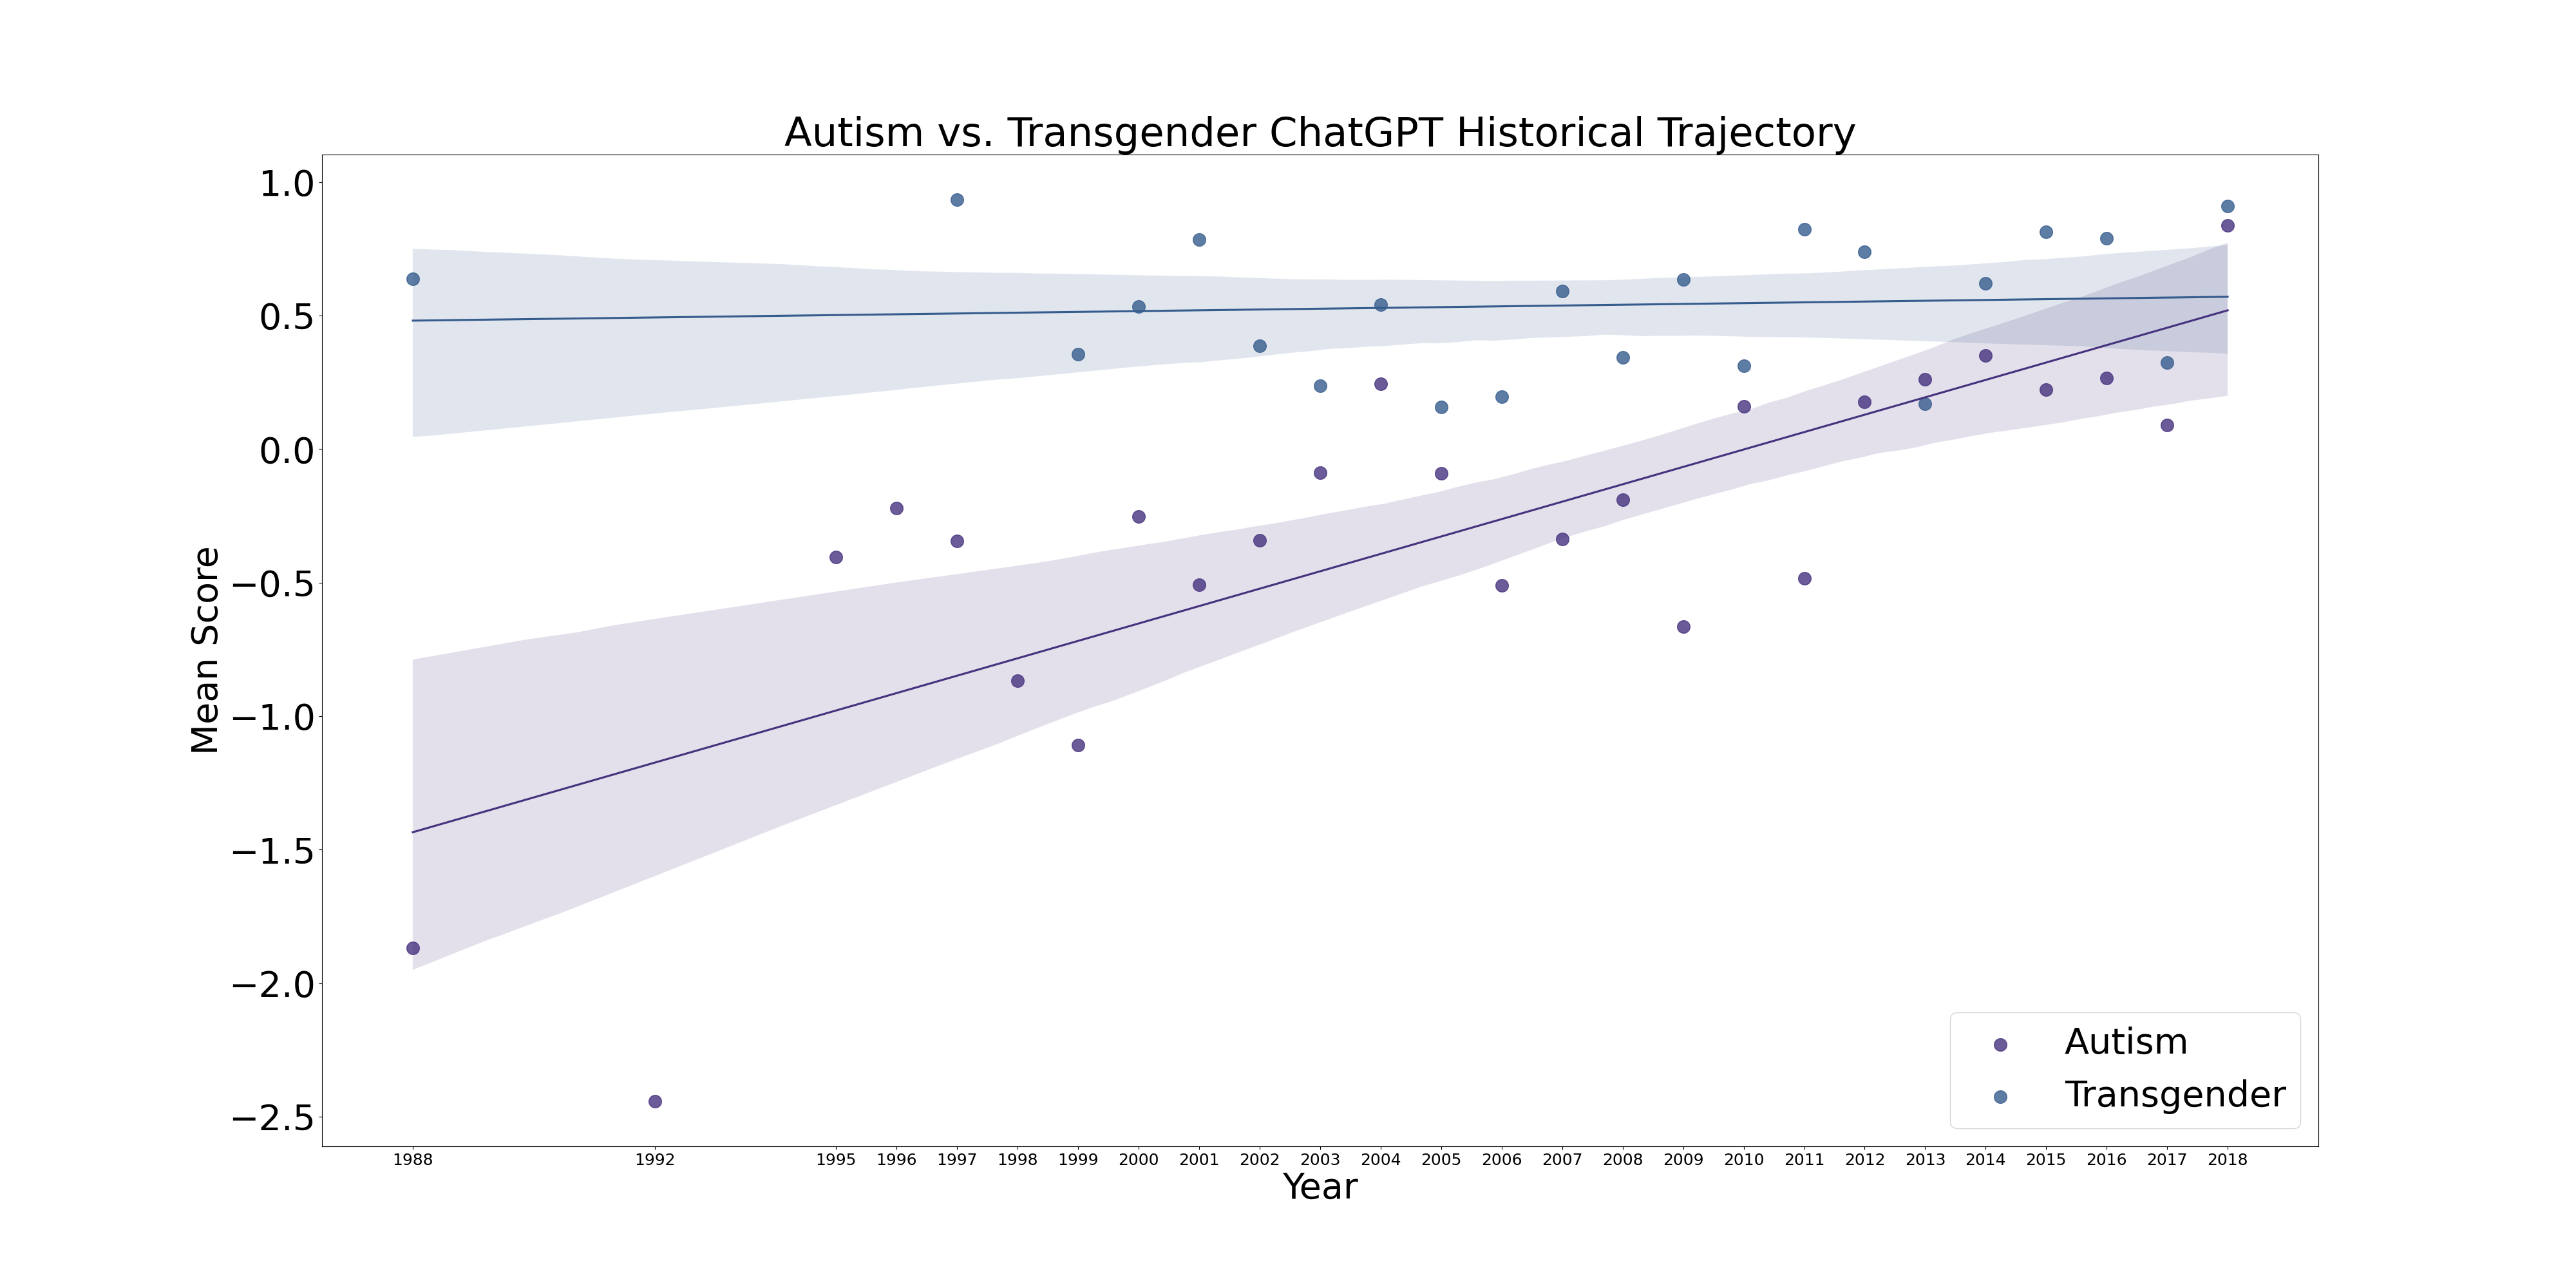 Autism vs. Transgender ChatGPT Historical Trajectory
1.0
0.5
0.0
−0.5
−1.0
−1.5
−2.0
−2.5
Mean Score
Autism
Transgender
1988 1992 1995 1996 1997 1998 1999 2000 2001 2002 2003 2004 2005 2006 2007 2008 2009 2010 2011 2012 2013 2014 2015 2016 2017 2018
Year